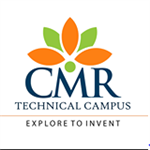 CMR
TECHNICAL CAMPUS
EXPLORE TO INVENT